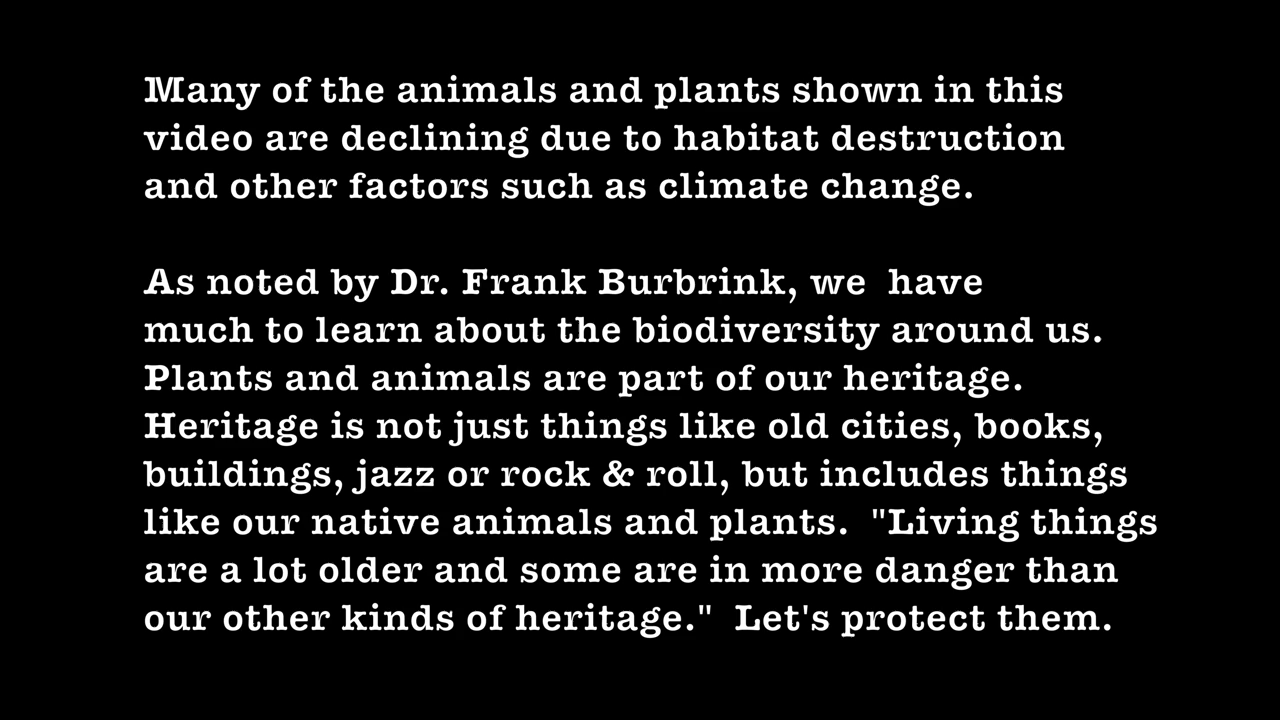 Many of the animals and plants shown in this
video are declining due to habitat destruction
and other factors such as climate change.
As noted by Dr. Frank Burbrink, we  have
much to learn about the biodiversity around us.
Plants and animals are part of our heritage.
Heritage is not just things like old cities, books,
buildings, jazz or rock & roll, but includes things
like our native animals and plants.  "Living things
are a lot older and some are in more danger than
our other kinds of heritage."  Let's protect them.